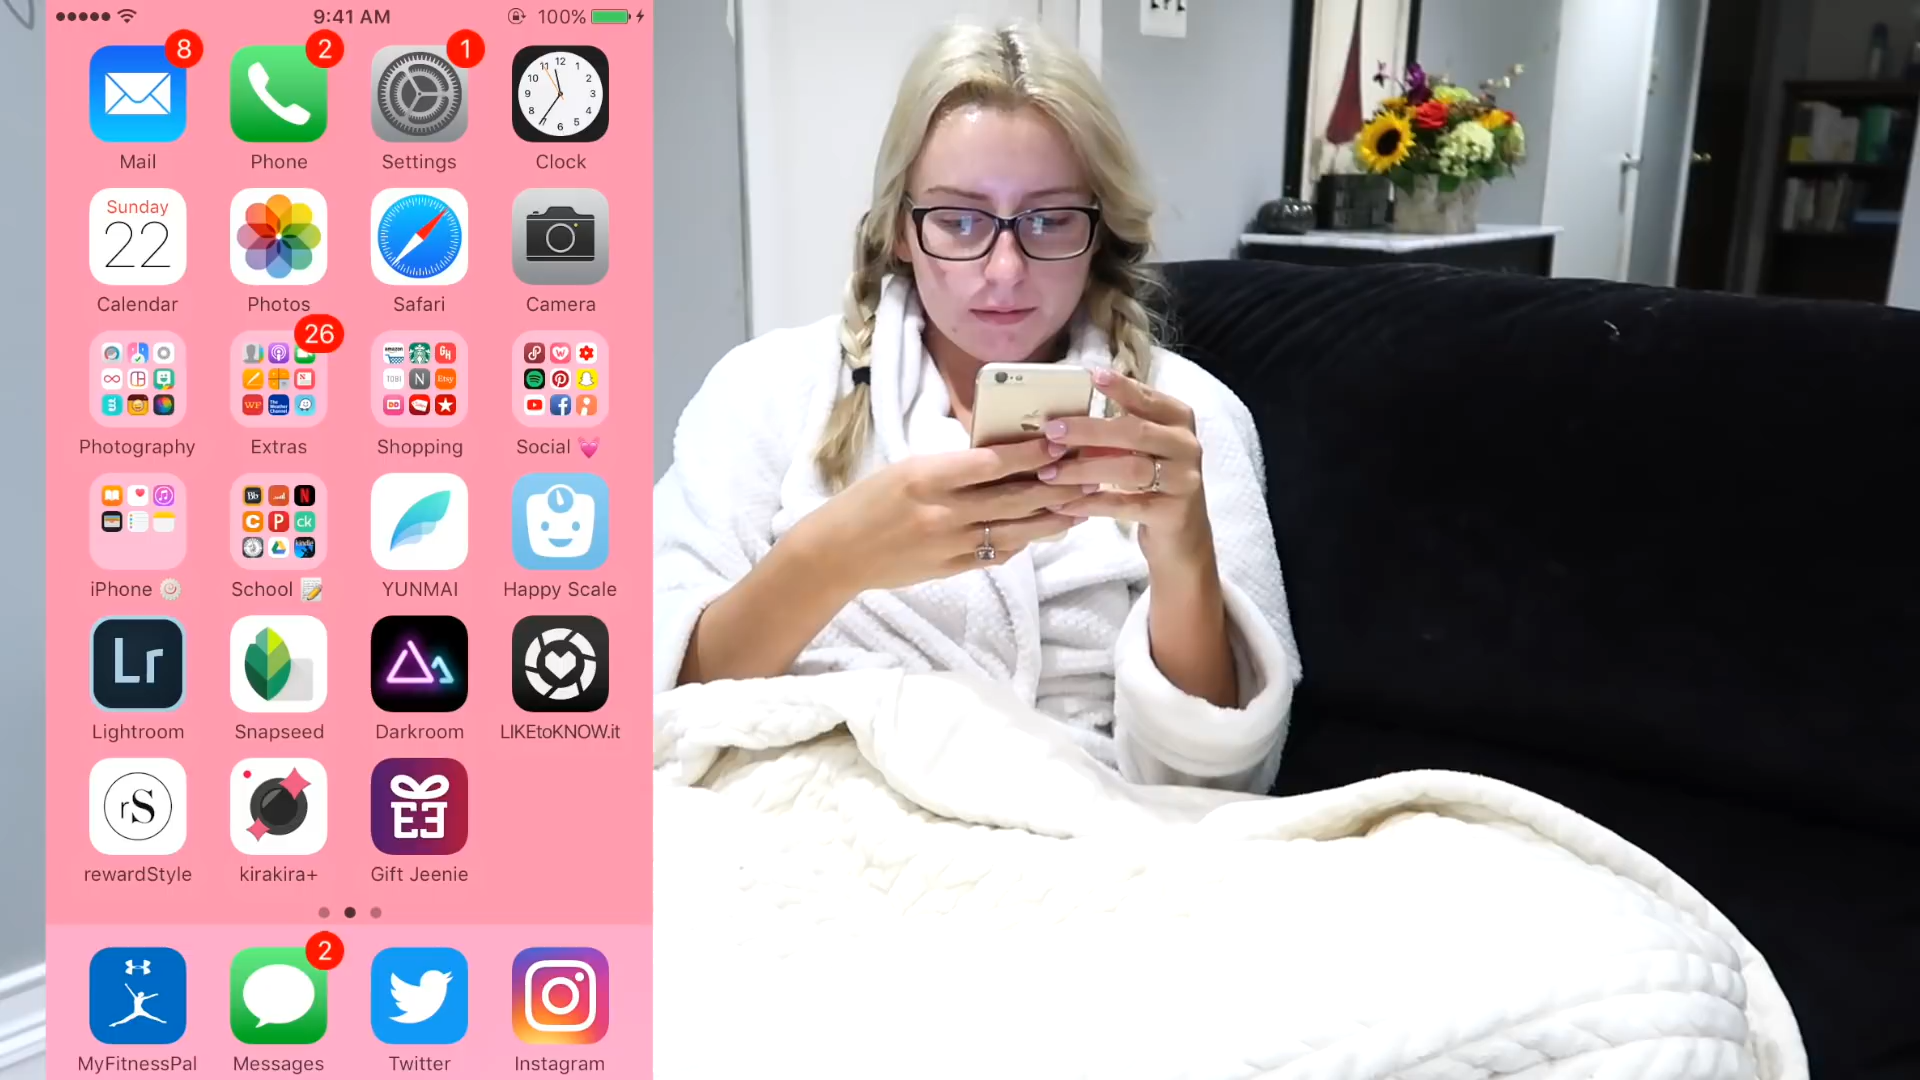 9:41 AM
100%
8
2
1
Mail
Phone
Settings
Clock
Sunday
22
Calendar
Photos
Safari
Camera
26
Photography
Extras
Shopping
Social
iPhone
School
YUNMAI
Happy Scale
Lr
Lightroom
Snapseed
Darkroom
LIKEtoKNOW.it
rS
rewardStyle
kirakira+
Gift Jeenie
2
MyFitnessPal
Messages
Twitter
Instagram